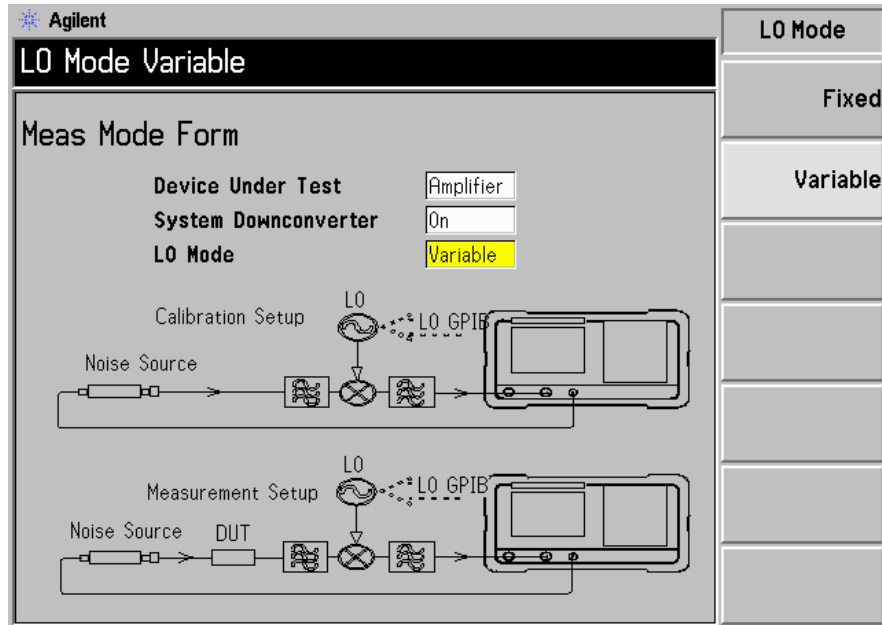 Agilent
LO Mode
LO Mode Variable
Fixed
Meas Mode Form
Variable
Device Under Test Amplifier
System Downconverter On
LO Mode Variable
LO
Calibration Setup
LO GPIB
Noise Source
LO
Measurement Setup
LO GPIB
Noise Source
DUT